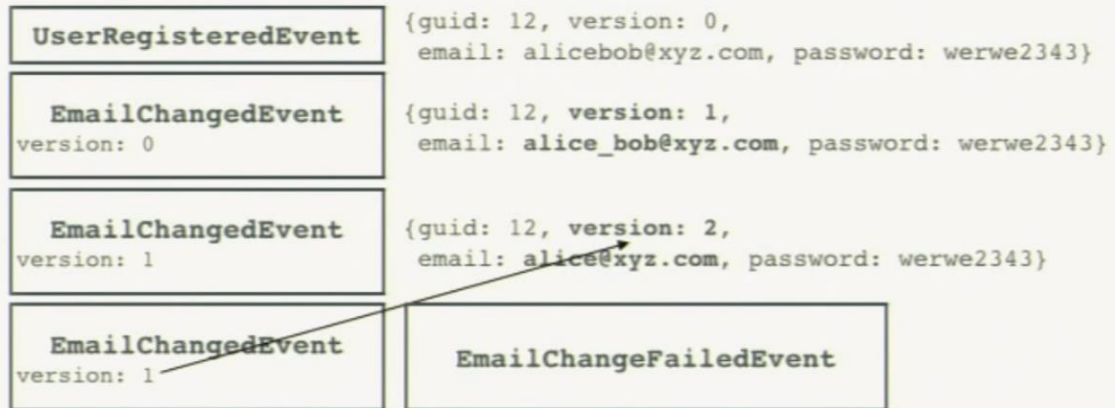 UserRegisteredEvent
{guid: 12, version: 0,
email: alicebob@xyz.com, password: werwe2343}
EmailChangedEvent
version: 0
{guid: 12, version: 1,
email: alice_bob@xyz.com, password: werwe2343}
EmailChangedEvent
version: 1
{guid: 12, version: 2,
email: alice@xyz.com, password: werwe2343}
EmailChangedEvent
version: 1
EmailChangeFailedEvent